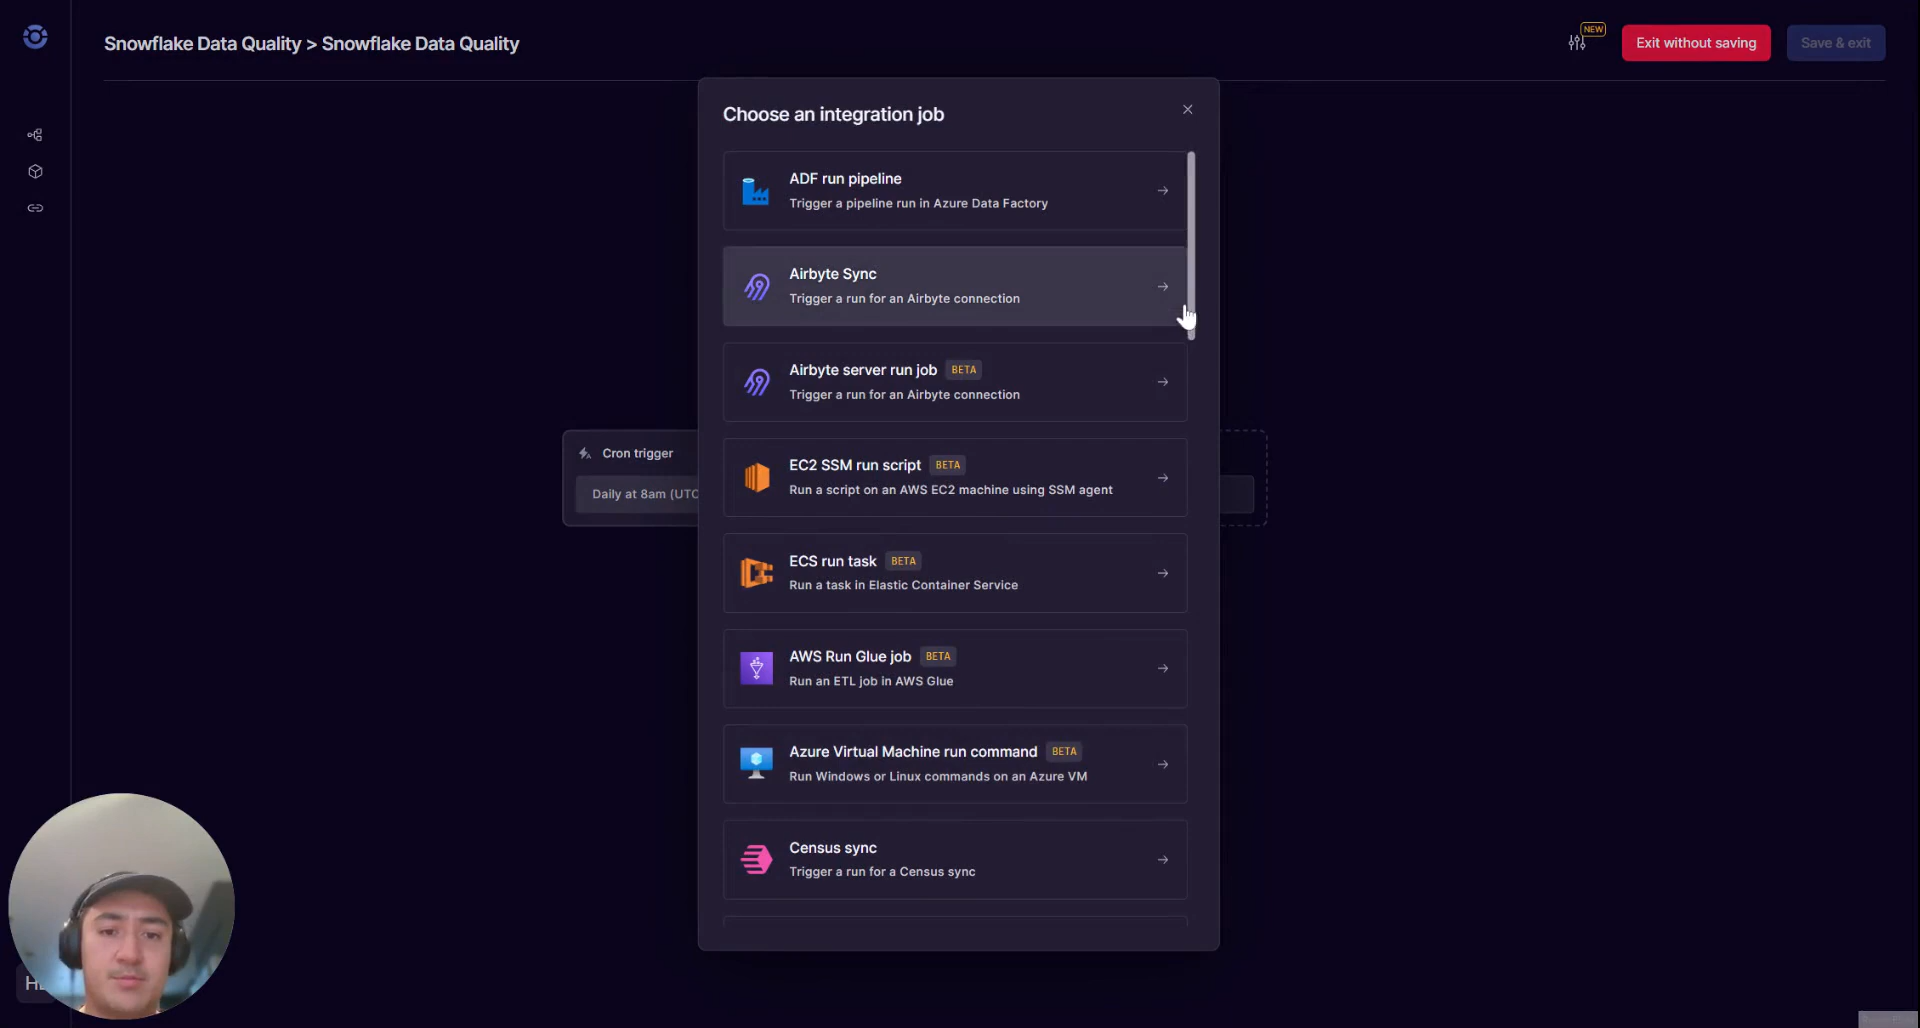 Snowflake Data Quality > Snowflake Data Quality
NEW
Exit without saving
Save & exit
Choose an integration job
ADF run pipeline
Trigger a pipeline run in Azure Data Factory
Airbyte Sync
Trigger a run for an Airbyte connection
Airbyte server run job BETA
Trigger a run for an Airbyte connection
Cron trigger
Daily at 8am (UTC
EC2 SSM run script BETA
Run a script on an AWS EC2 machine using SSM agent
ECS run task BETA
Run a task in Elastic Container Service
AWS Run Glue job BETA
Run an ETL job in AWS Glue
Azure Virtual Machine run command BETA
Run Windows or Linux commands on an Azure VM
Census sync
Trigger a run for a Census sync